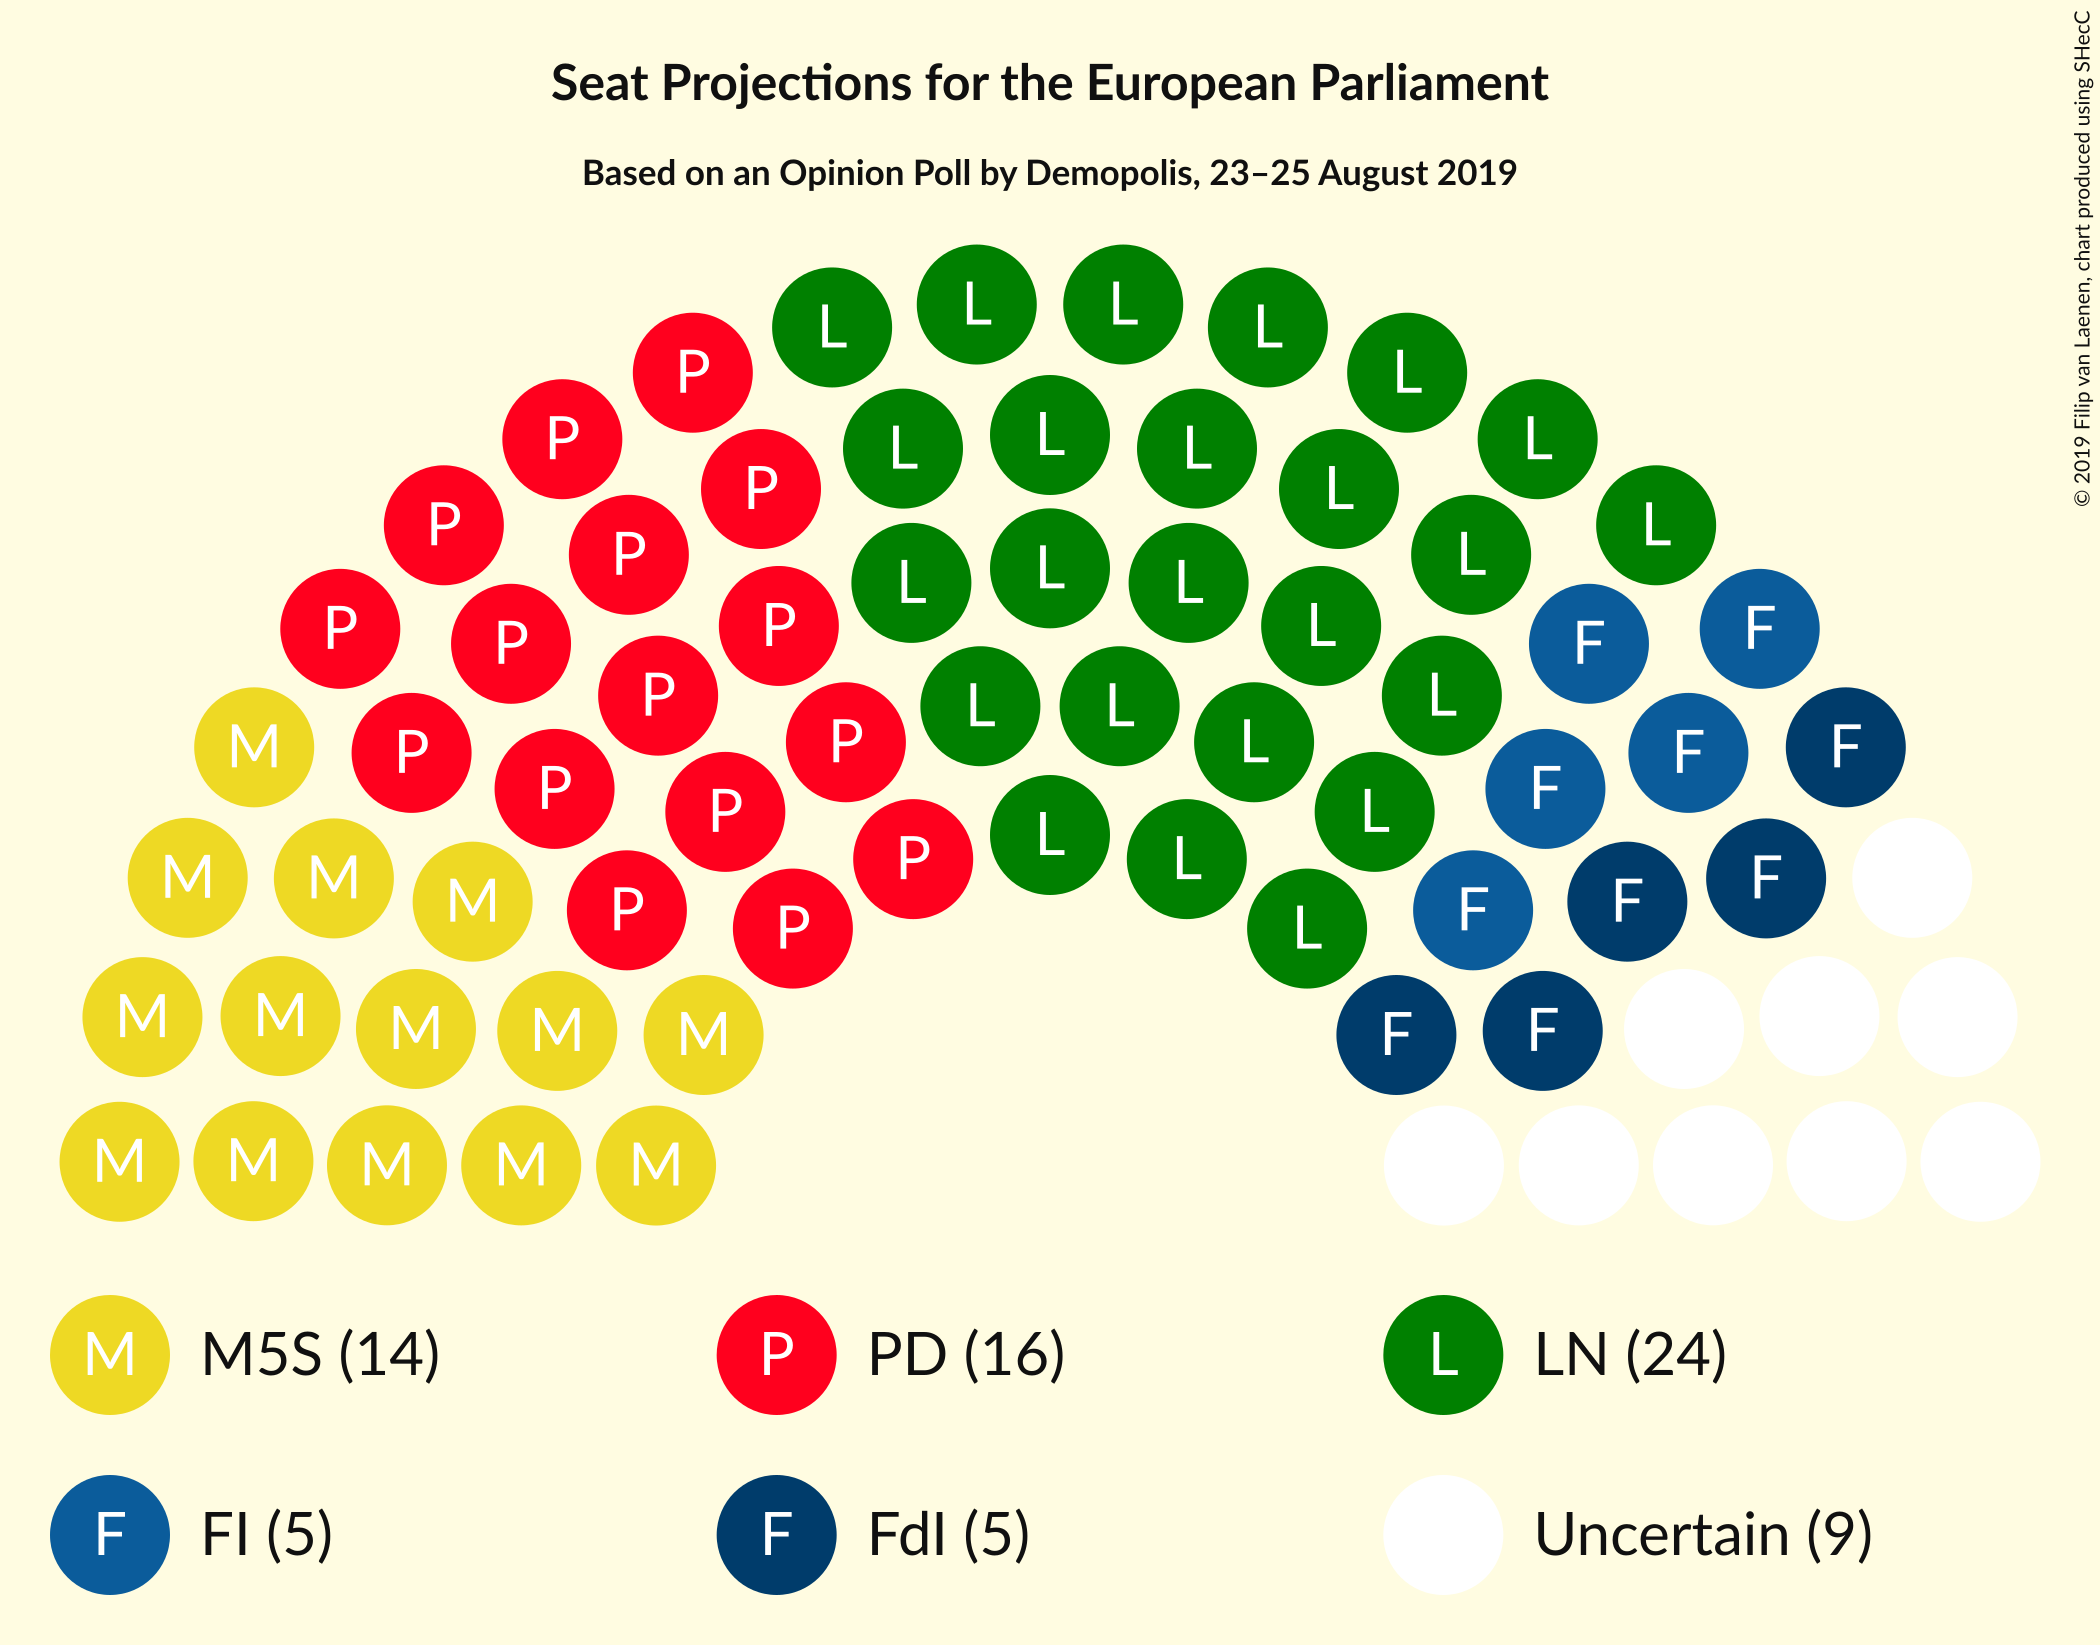 Seat Projections for the European Parliament
Based on an Opinion Poll by Demopolis, 23–25 August 2019
© 2019 Filip van Laenen, chart produced using SHecC
L L
L L
P L
P L
L
L L
P L
P L
P L
L
L L
P L
P F
P F
L
P L
L L
M P L F
P F
P L
P L
M M L F
M P L F
P F
P L
M M
M M F
M M F
M M M M M
M5S (14)
P PD (16)
L LN (24)
F FI (5)
F FdI (5)
Uncertain (9)